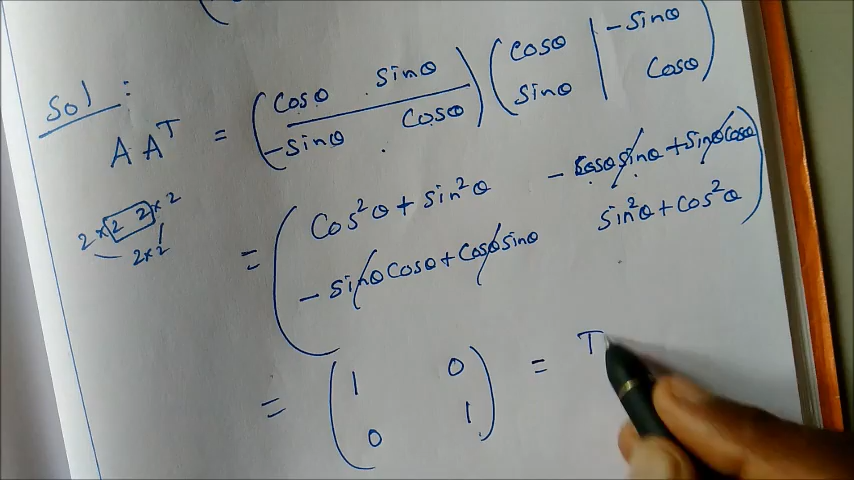 Sol :
A Aᵀ = ( cosθ . sinθ ) ( cosθ | -sinθ )
( -sinθ . cosθ ) ( sinθ | cosθ )
2×2 2×2
2×2
= ( cos²θ + sin²θ -cosθsinθ + sinθcosθ )
( -sinθcosθ + cosθsinθ sin²θ + cos²θ )
= ( 1 0 ) = I
( 0 1 )